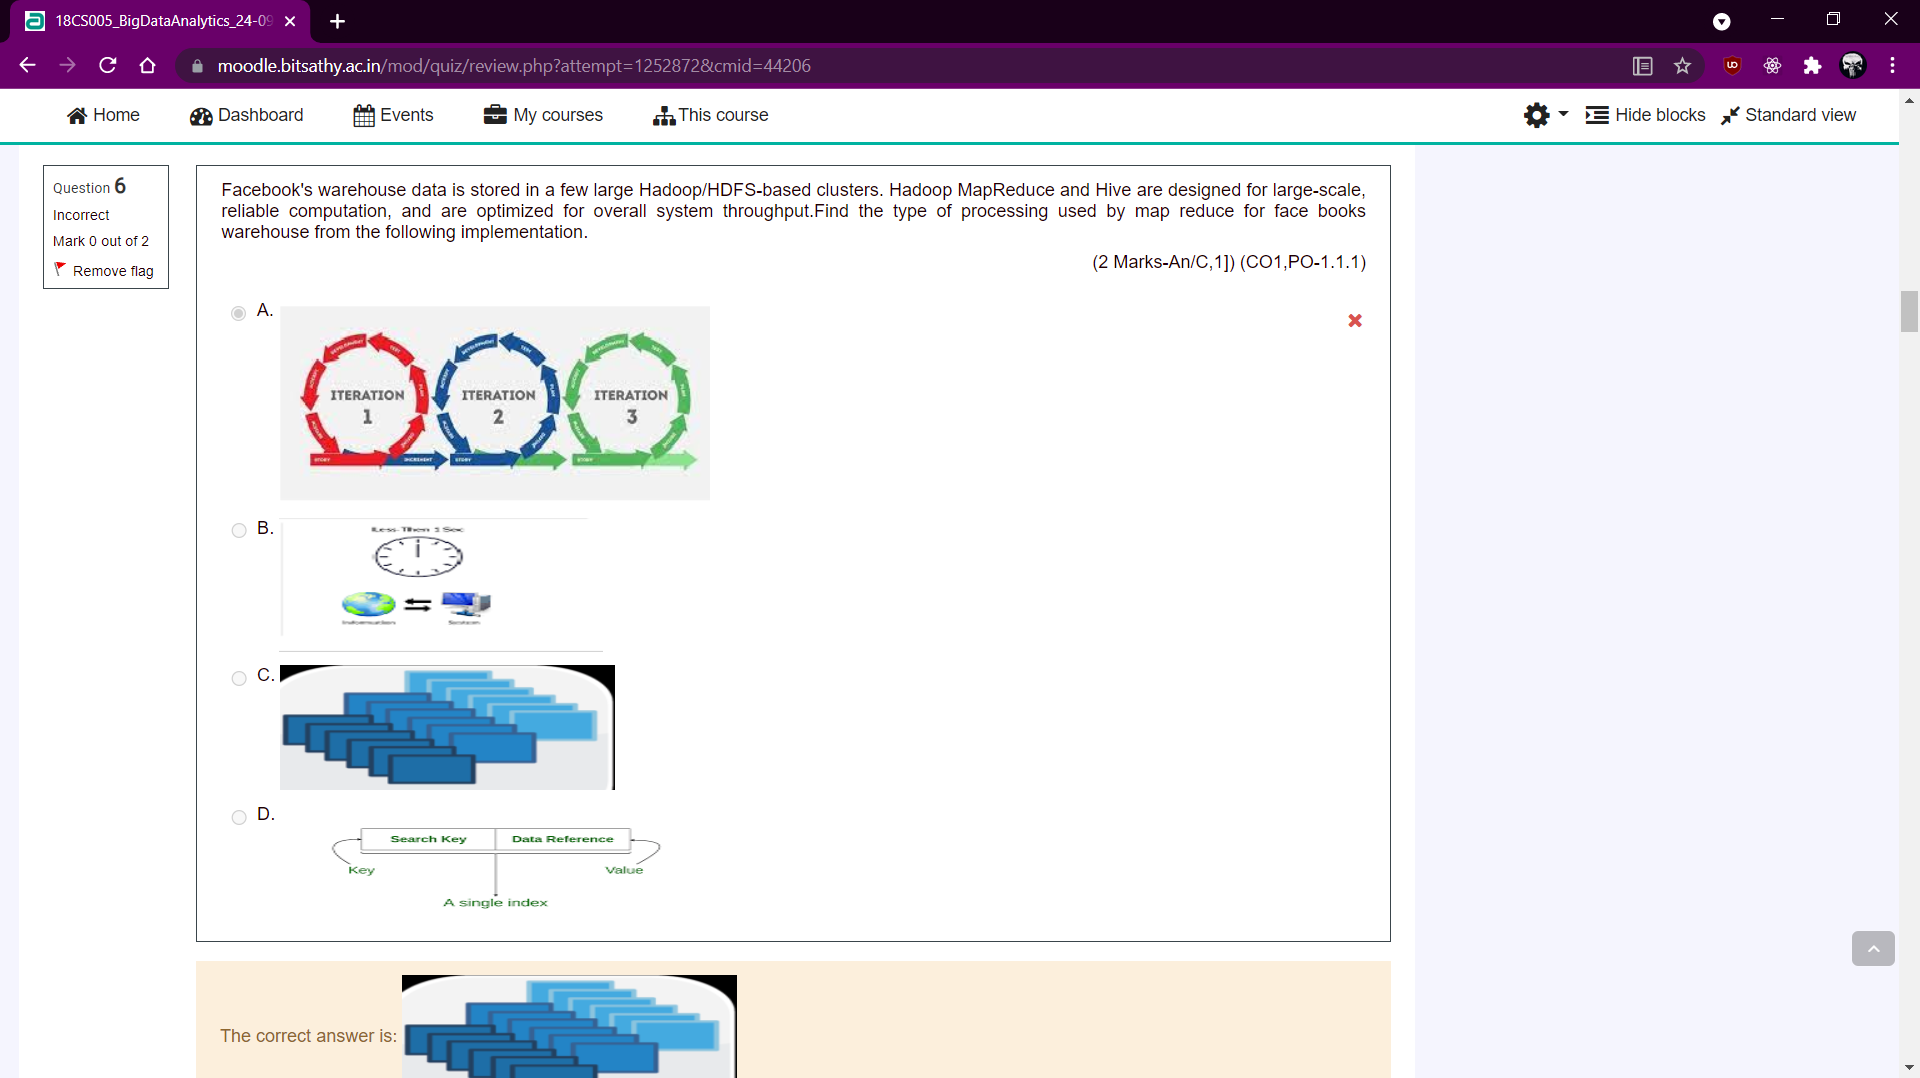 18CS005_BigDataAnalytics_24-09
moodle.bitsathy.ac.in/mod/quiz/review.php?attempt=1252872&cmid=44206
Home Dashboard Events My courses This course Hide blocks Standard view
Question 6
Incorrect
Mark 0 out of 2
Remove flag
Facebook's warehouse data is stored in a few large Hadoop/HDFS-based clusters. Hadoop MapReduce and Hive are designed for large-scale,
reliable computation, and are optimized for overall system throughput.Find the type of processing used by map reduce for face books
warehouse from the following implementation.
(2 Marks-An/C,1]) (CO1,PO-1.1.1)
A.
ITERATION ITERATION ITERATION
1 2 3
B.
Less Then 1 Sec
C.
D.
Search Key Data Reference
Key Value
A single index
The correct answer is: